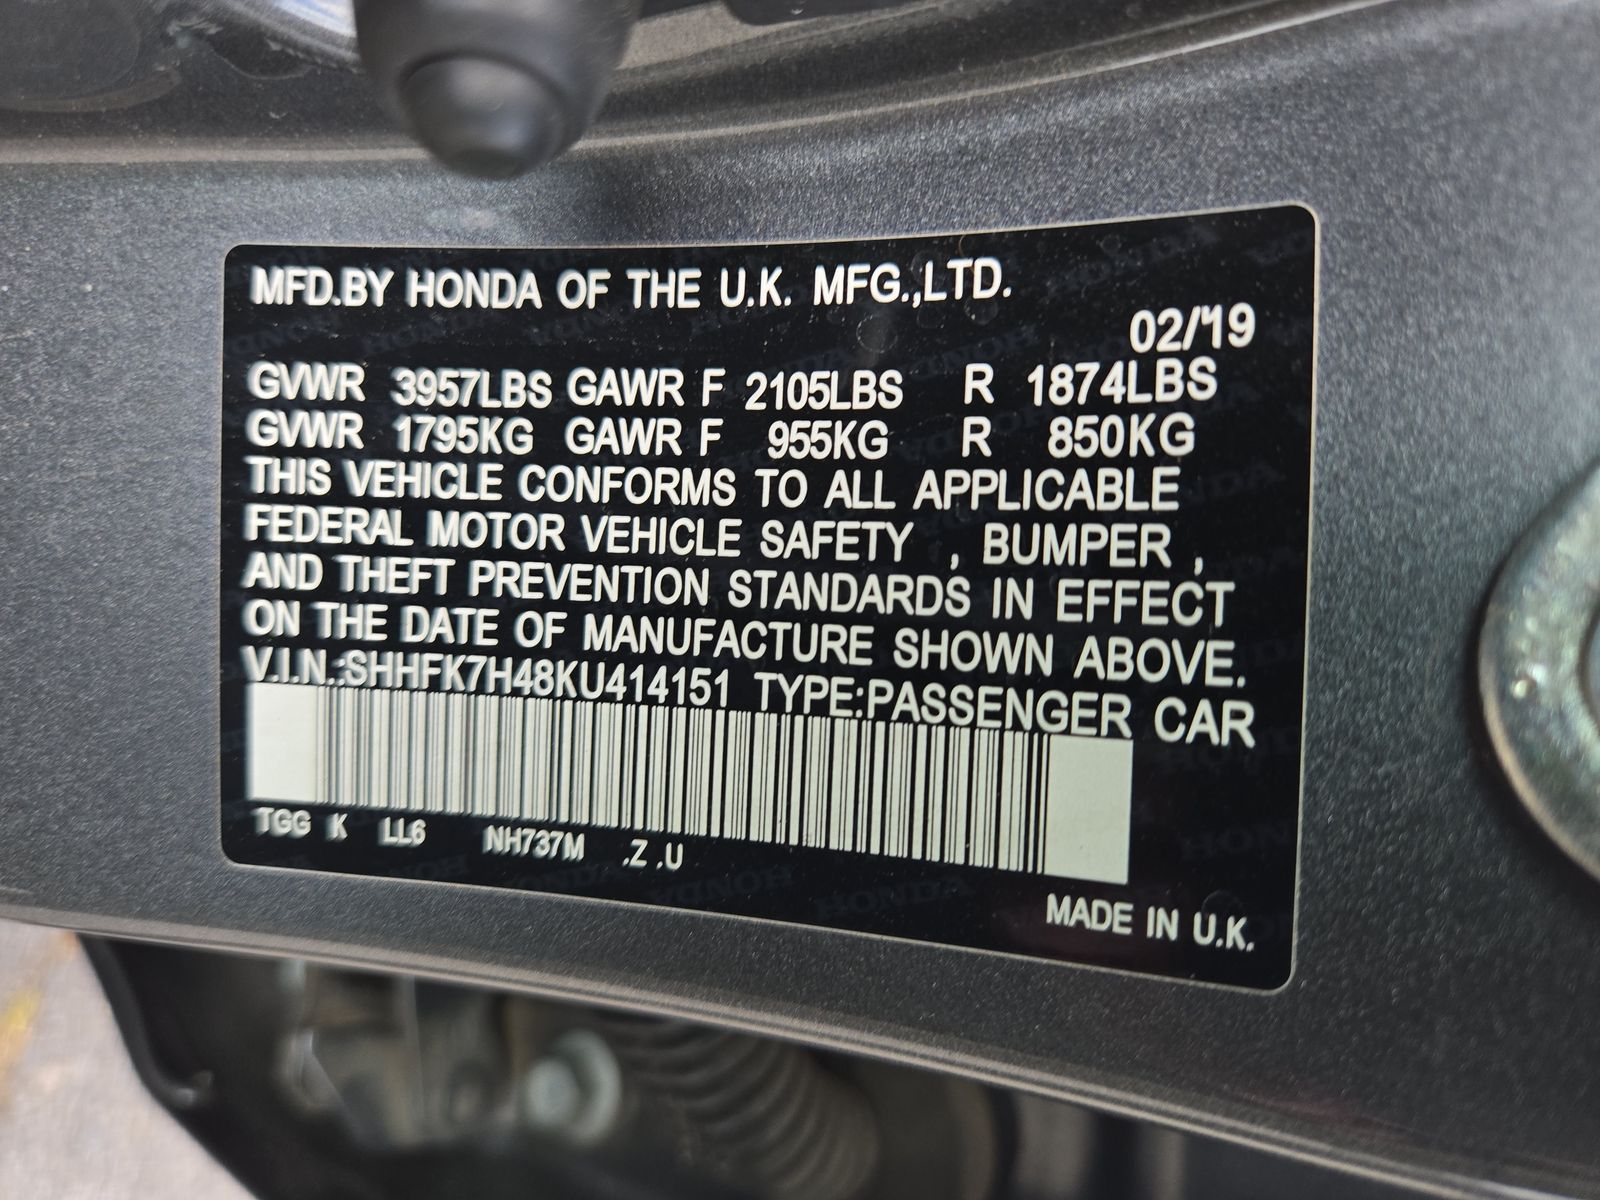 MFD.BY HONDA OF THE U.K. MFG.,LTD.
02/'19
GVWR 3957LBS GAWR F 2105LBS R 1874LBS
GVWR 1795KG GAWR F 955KG R 850KG
THIS VEHICLE CONFORMS TO ALL APPLICABLE
FEDERAL MOTOR VEHICLE SAFETY , BUMPER ,
AND THEFT PREVENTION STANDARDS IN EFFECT
ON THE DATE OF MANUFACTURE SHOWN ABOVE.
V.I.N.:SHHFK7H48KU414151 TYPE:PASSENGER CAR
TGG K LL6 NH737M .Z .U
MADE IN U.K.